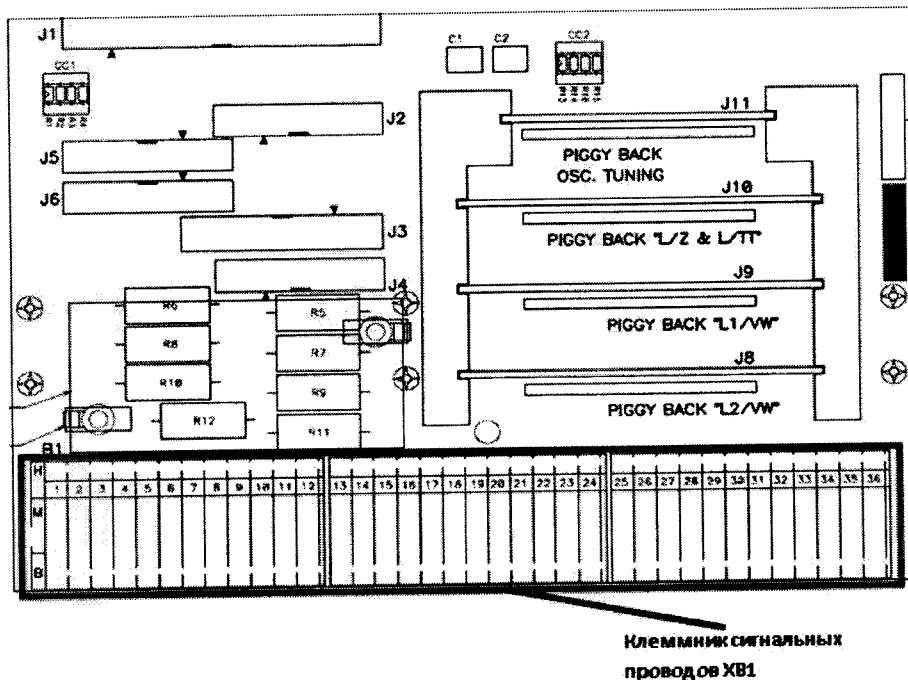 J1
C1 C2 CC2
CC1
J2
J11
J5
PIGGY BACK
OSC. TUNING
J6
J10
J3
PIGGY BACK "L/Z & L/TT"
J4
J9
R6
R5
PIGGY BACK "L1/VW"
R8
R7
J8
R10
R9
PIGGY BACK "L2/VW"
R12
R11
B1
H
1 2 3 4 5 6 7 8 9 10 11 12 13 14 15 16 17 18 19 20 21 22 23 24 25 26 27 28 29 30 31 32 33 34 35 36
M
B
Клеммник сигнальных
проводов XB1